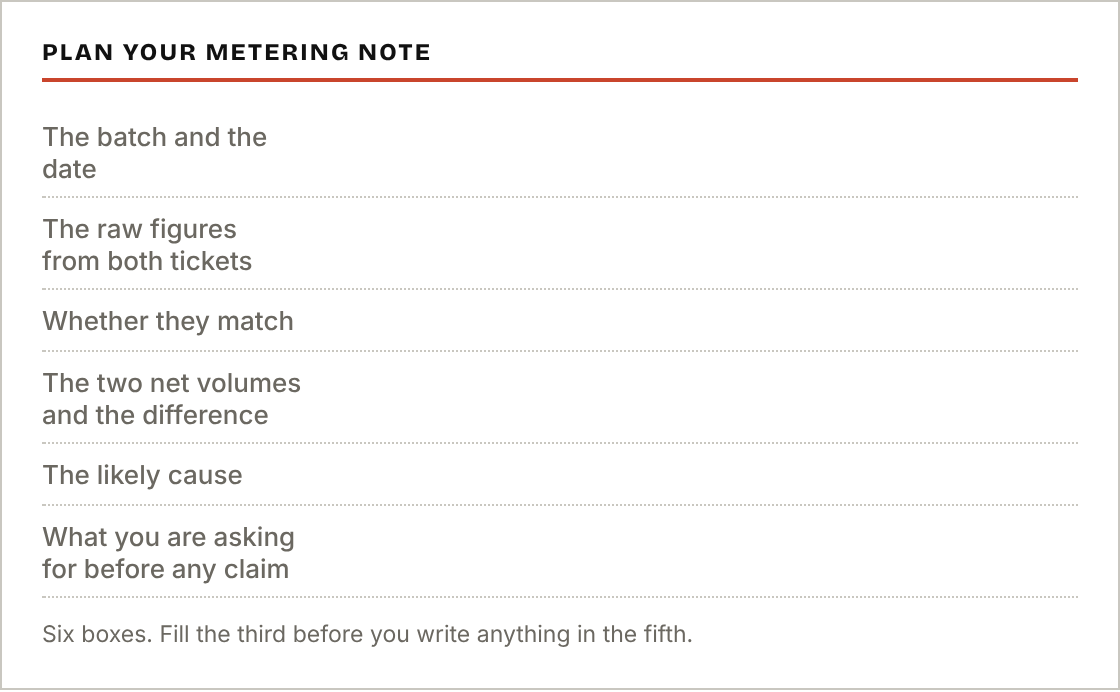 PLAN YOUR METERING NOTE
The batch and the
date
The raw figures
from both tickets
Whether they match
The two net volumes
and the difference
The likely cause
What you are asking
for before any claim
Six boxes. Fill the third before you write anything in the fifth.